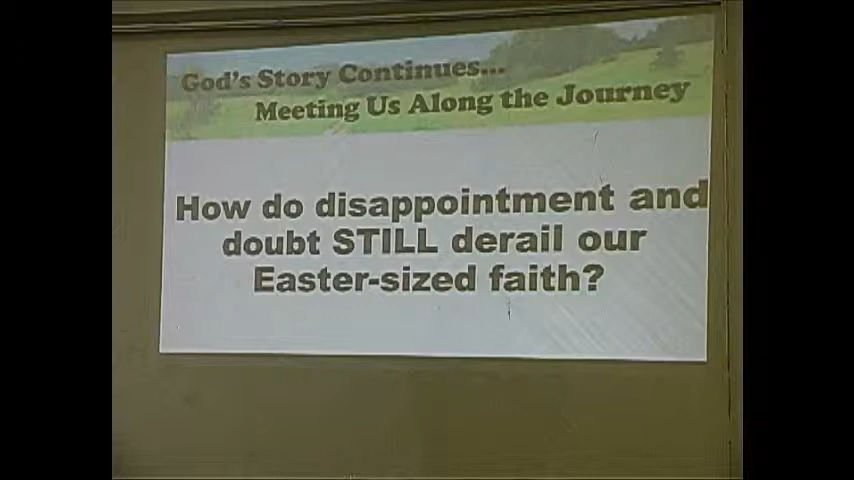 God's Story Continues...
Meeting Us Along the Journey
How do disappointment and
doubt STILL derail our
Easter-sized faith?